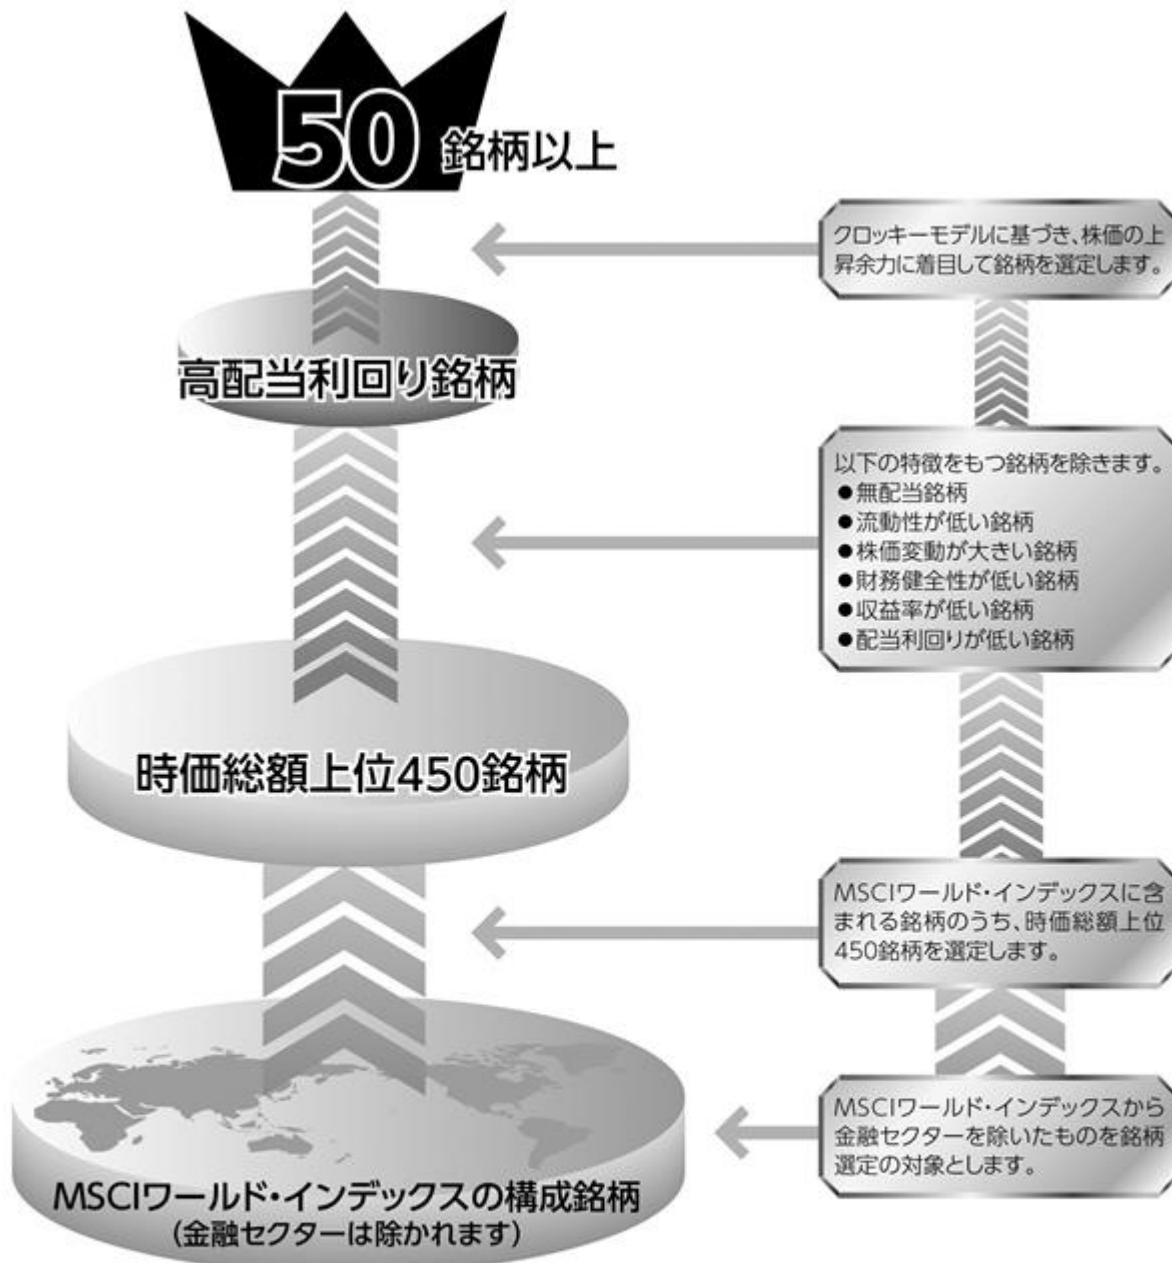 50 銘柄以上
クロッキーモデルに基づき、株価の上
昇余力に着目して銘柄を選定します。
高配当利回り銘柄
以下の特徴をもつ銘柄を除きます。
●無配当銘柄
●流動性が低い銘柄
●株価変動が大きい銘柄
●財務健全性が低い銘柄
●収益率が低い銘柄
●配当利回りが低い銘柄
時価総額上位450銘柄
MSCIワールド・インデックスに含
まれる銘柄のうち、時価総額上位
450銘柄を選定します。
MSCIワールド・インデックスから
金融セクターを除いたものを銘柄
選定の対象とします。
MSCIワールド・インデックスの構成銘柄
(金融セクターは除かれます)